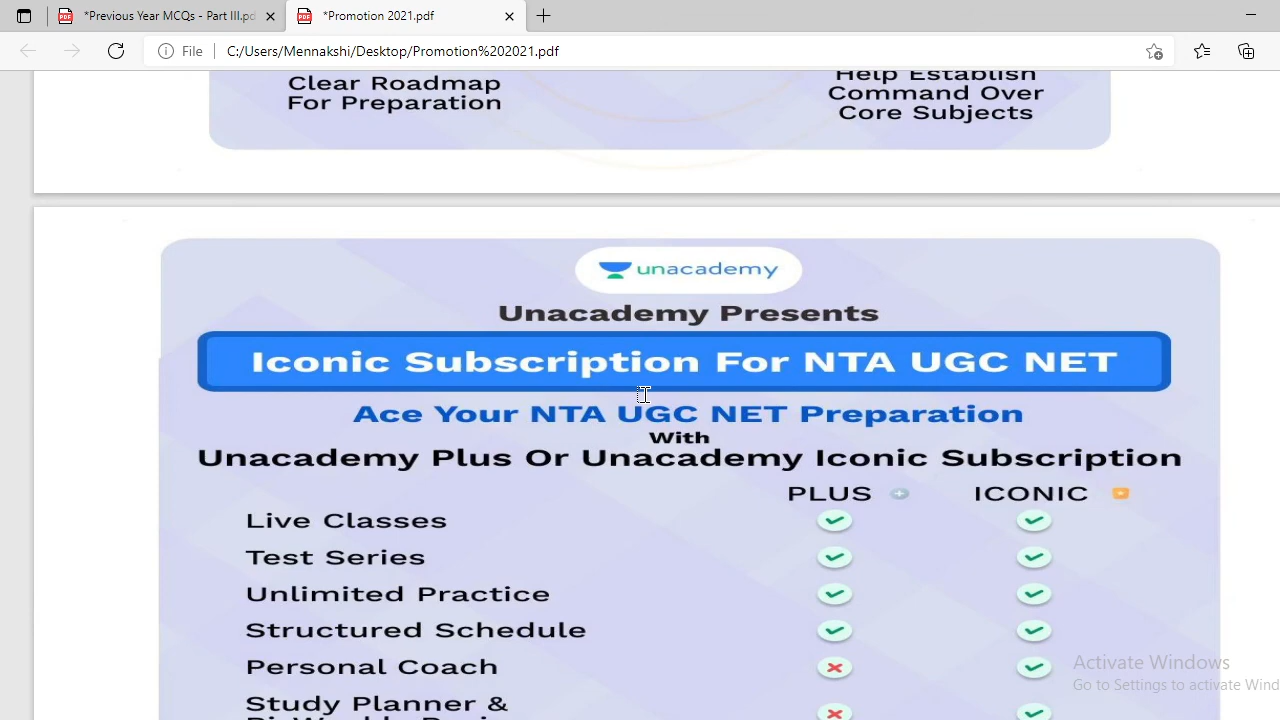 *Previous Year MCQs - Part III.pd
*Promotion 2021.pdf
File
C:/Users/Mennakshi/Desktop/Promotion%202021.pdf
Clear Roadmap
For Preparation
Help Establish
Command Over
Core Subjects
unacademy
Unacademy Presents
Iconic Subscription For NTA UGC NET
Ace Your NTA UGC NET Preparation
With
Unacademy Plus Or Unacademy Iconic Subscription
PLUS ICONIC
Live Classes
Test Series
Unlimited Practice
Structured Schedule
Personal Coach
Study Planner &
Activate Windows
Go to Settings to activate Wind